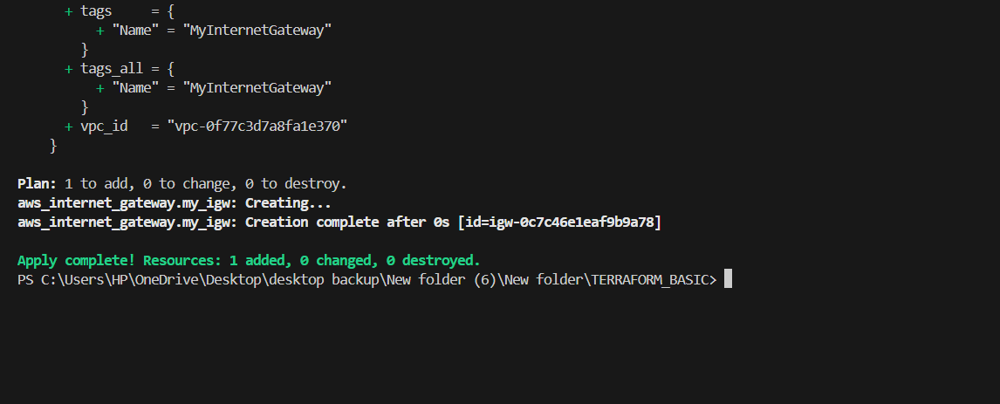 + tags     = {
+ "Name" = "MyInternetGateway"
}
+ tags_all = {
+ "Name" = "MyInternetGateway"
}
+ vpc_id   = "vpc-0f77c3d7a8fa1e370"
}
Plan: 1 to add, 0 to change, 0 to destroy.
aws_internet_gateway.my_igw: Creating...
aws_internet_gateway.my_igw: Creation complete after 0s [id=igw-0c7c46e1eaf9b9a78]
Apply complete! Resources: 1 added, 0 changed, 0 destroyed.
PS C:\Users\HP\OneDrive\Desktop\desktop backup\New folder (6)\New folder\TERRAFORM_BASIC>